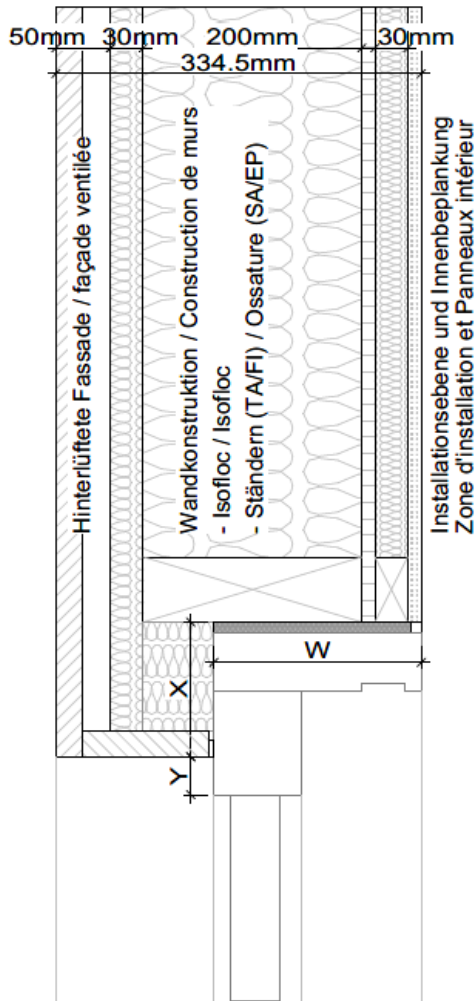 50mm 30mm 200mm 30mm
334.5mm
Hinterlüftete Fassade / façade ventilée
Wandkonstruktion / Construction de murs
- Isofloc / Isofloc
- Ständern (TA/FI) / Ossature (SA/EP)
Installationsebene und Innenbeplankung
Zone d'installation et Panneaux intérieur
W
X
Y